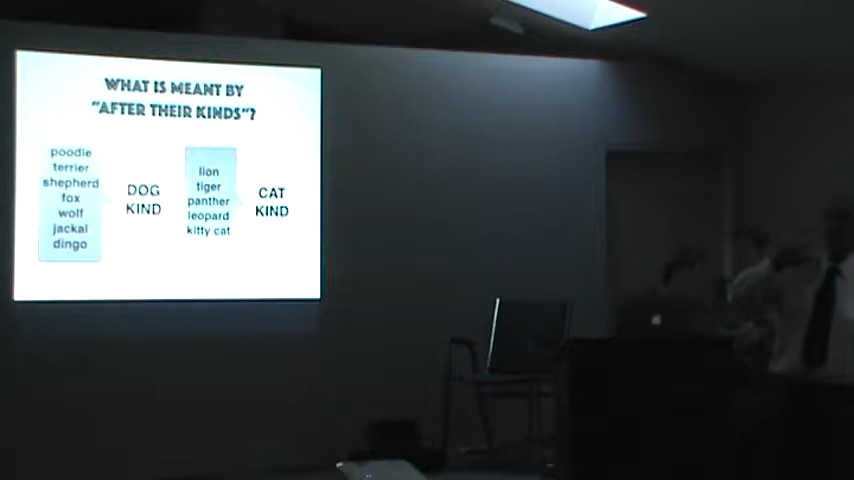 WHAT IS MEANT BY
"AFTER THEIR KINDS"?
poodle
terrier
shepherd
fox
wolf
jackal
dingo
DOG
KIND
lion
tiger
panther
leopard
kitty cat
CAT
KIND